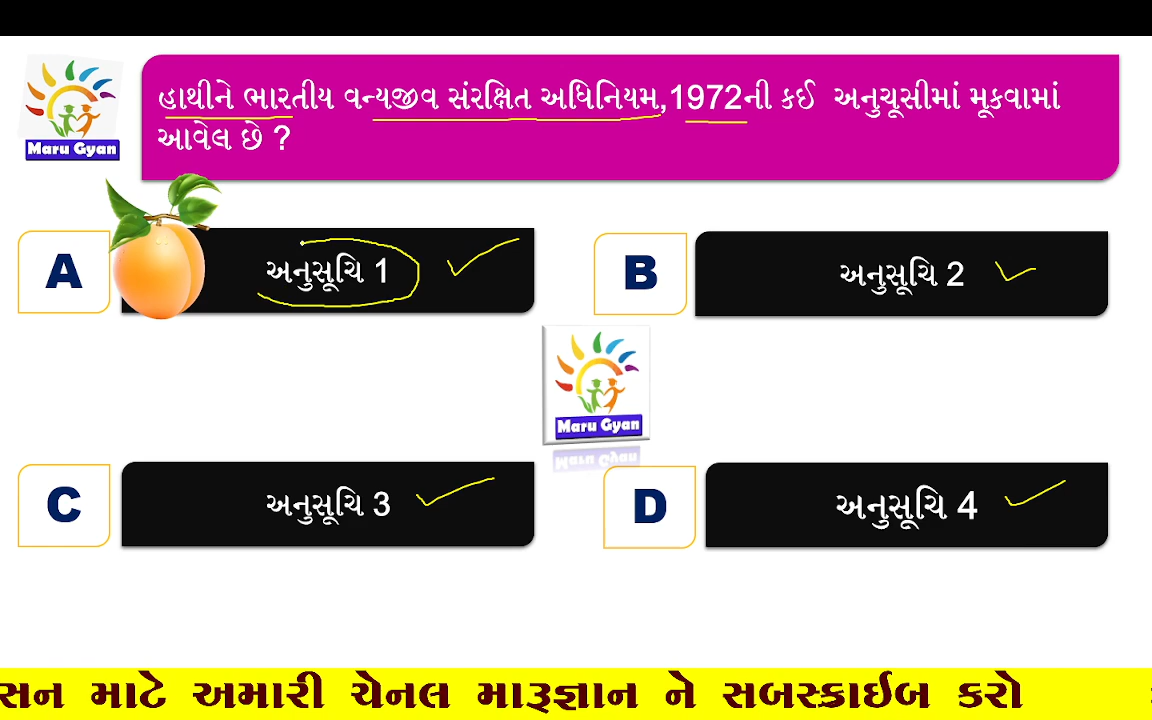 Maru Gyan
હાથીને ભારતીય વન્યજીવ સંરક્ષિત અધિનિયમ,1972ની કઈ અનુચૂસીમાં મૂકવામાં
આવેલ છે ?
A
અનુસૂચિ 1
B
અનુસૂચિ 2
Maru Gyan
C
અનુસૂચિ 3
D
અનુસૂચિ 4
સન માટે અમારી ચેનલ મારૂજ્ઞાન ને સબસ્ક્રાઈબ કરો